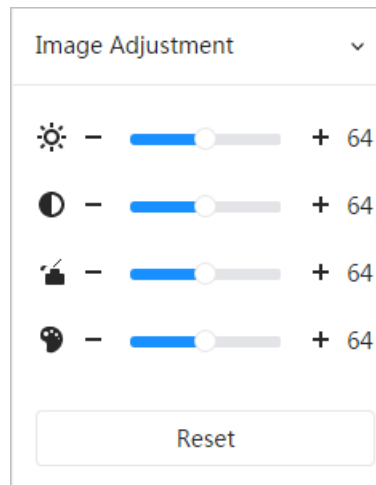 Image Adjustment
− + 64
− + 64
− + 64
− + 64
Reset